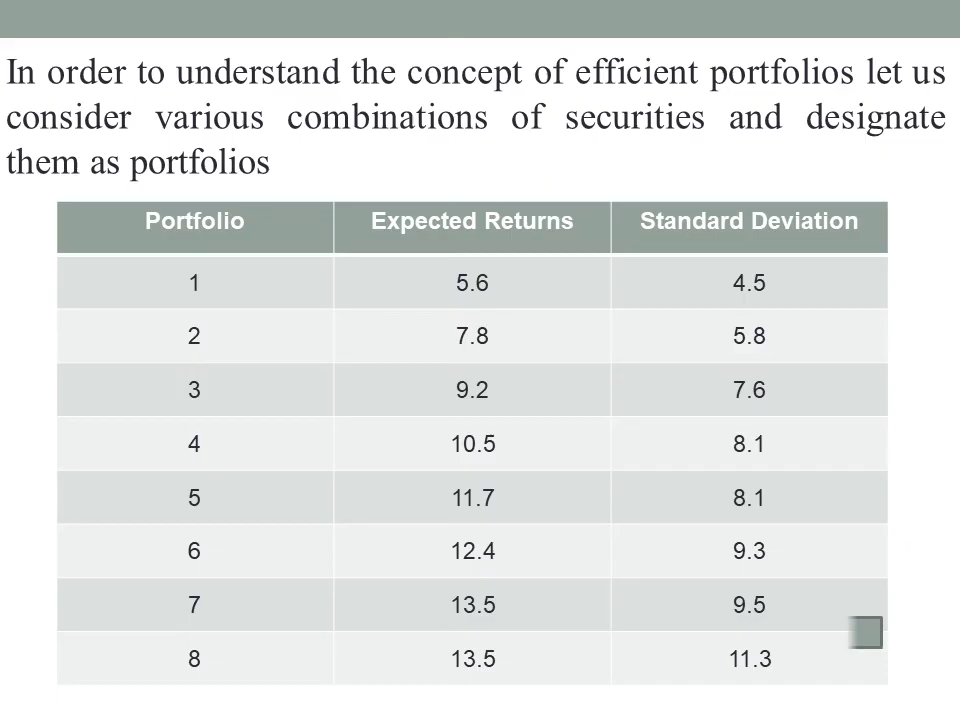 In order to understand the concept of efficient portfolios let us
consider various combinations of securities and designate
them as portfolios
Portfolio Expected Returns Standard Deviation
1 5.6 4.5
2 7.8 5.8
3 9.2 7.6
4 10.5 8.1
5 11.7 8.1
6 12.4 9.3
7 13.5 9.5
8 13.5 11.3